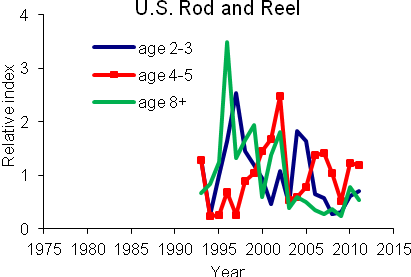 U.S. Rod and Reel
Relative index
4
3
2
1
0
age 2-3
age 4-5
age 8+
1975 1980 1985 1990 1995 2000 2005 2010 2015
Year